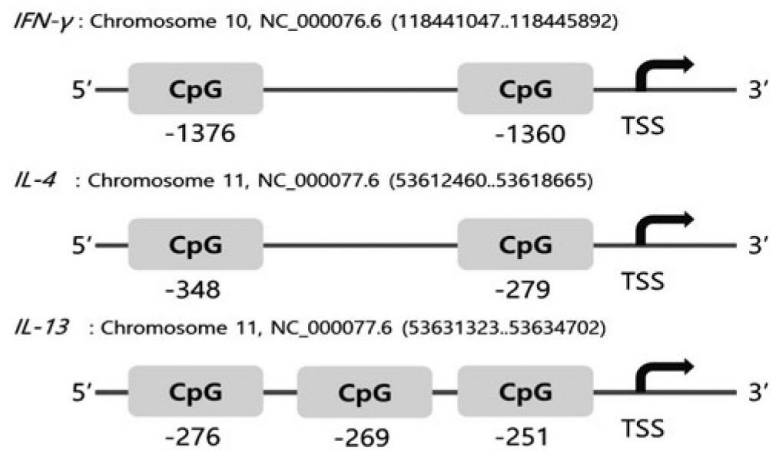 IFN-γ : Chromosome 10, NC_000076.6 (118441047..118445892)
5′ CpG CpG 3′
-1376 -1360 TSS
IL-4 : Chromosome 11, NC_000077.6 (53612460..53618665)
5′ CpG CpG 3′
-348 -279 TSS
IL-13 : Chromosome 11, NC_000077.6 (53631323..53634702)
5′ CpG CpG CpG 3′
-276 -269 -251 TSS